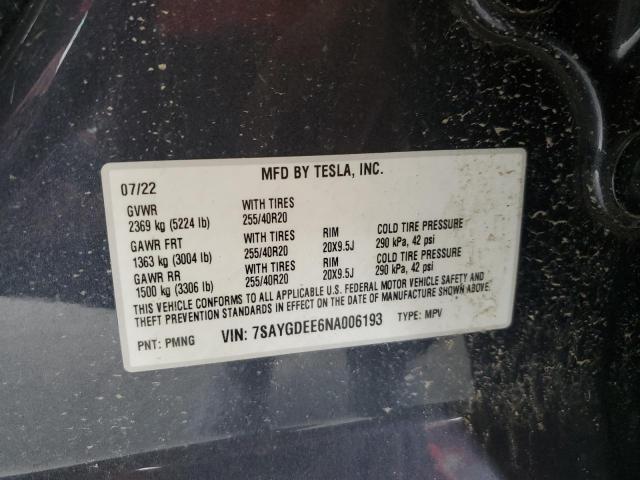 MFD BY TESLA, INC.
07/22
GVWR WITH TIRES
2369 kg (5224 lb) 255/40R20
GAWR FRT WITH TIRES RIM COLD TIRE PRESSURE
1363 kg (3004 lb) 255/40R20 20X9.5J 290 kPa, 42 psi
GAWR RR WITH TIRES RIM COLD TIRE PRESSURE
1500 kg (3306 lb) 255/40R20 20X9.5J 290 kPa, 42 psi
THIS VEHICLE CONFORMS TO ALL APPLICABLE U.S. FEDERAL MOTOR VEHICLE SAFETY AND
THEFT PREVENTION STANDARDS IN EFFECT ON THE DATE OF MANUFACTURE SHOWN ABOVE.
PNT: PMNG VIN: 7SAYGDEE6NA006193 TYPE: MPV